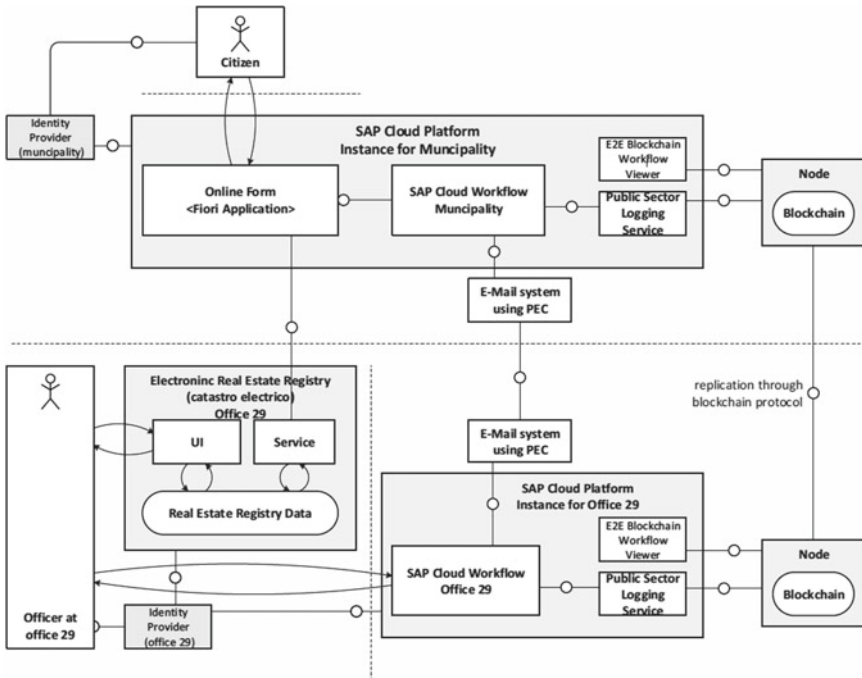 Citizen
Identity
Provider
(muncipality)
SAP Cloud Platform
Instance for Muncipality
Online Form
<Fiori Application>
SAP Cloud Workflow
Muncipality
E2E Blockchain
Workflow
Viewer
Public Sector
Logging
Service
Node
Blockchain
E-Mail system
using PEC
Electroninc Real Estate Registry
(catastro electrico)
Office 29
UI
Service
Real Estate Registry Data
E-Mail system
using PEC
replication through
blockchain protocol
SAP Cloud Platform
Instance for Office 29
SAP Cloud Workflow
Office 29
E2E Blockchain
Workflow
Viewer
Public Sector
Logging
Service
Node
Blockchain
Officer at
office 29
Identity
Provider
(office 29)